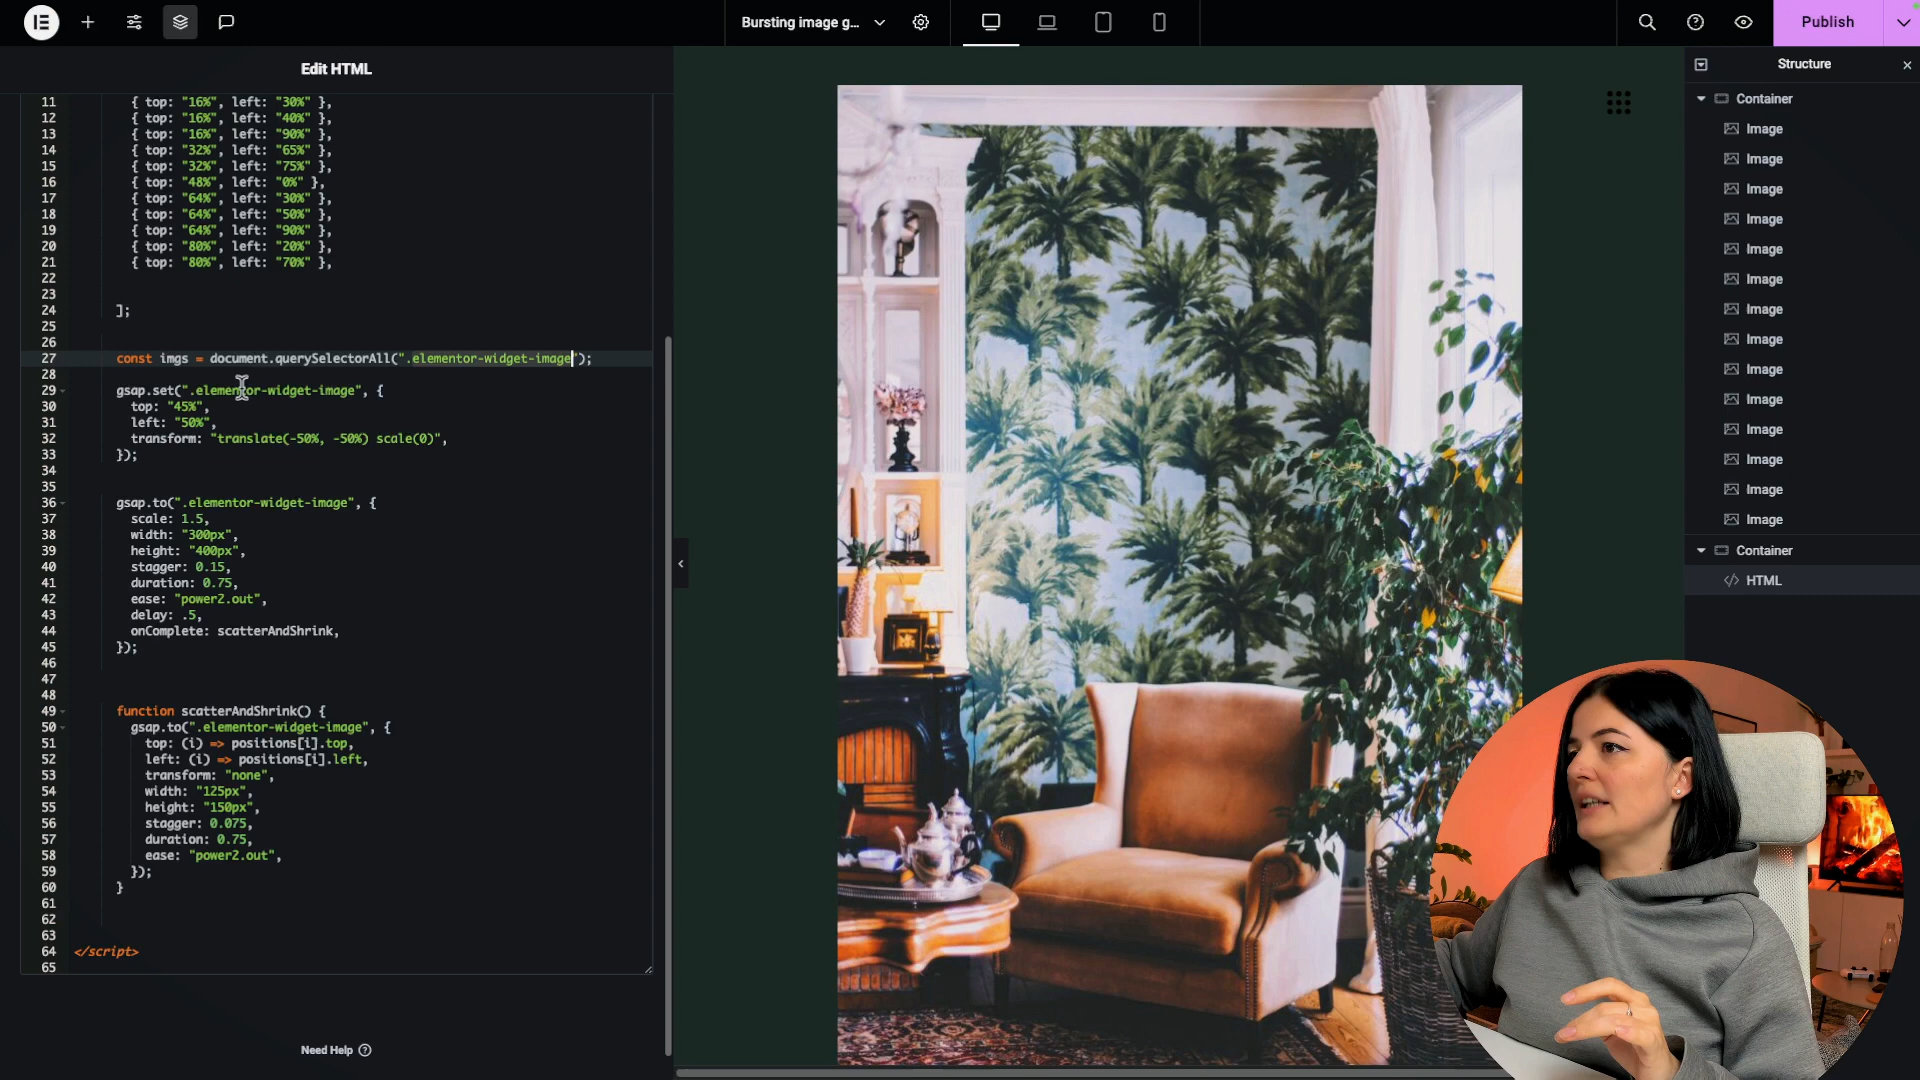 Bursting image g...
Publish
Edit HTML
11 { top: "16%", left: "30%" },
12 { top: "16%", left: "40%" },
13 { top: "16%", left: "90%" },
14 { top: "32%", left: "65%" },
15 { top: "32%", left: "75%" },
16 { top: "48%", left: "0%" },
17 { top: "64%", left: "30%" },
18 { top: "64%", left: "50%" },
19 { top: "64%", left: "90%" },
20 { top: "80%", left: "20%" },
21 { top: "80%", left: "70%" },
22
23
24 ];
25
26
27 const imgs = document.querySelectorAll(".elementor-widget-image");
28
29 gsap.set(".elementor-widget-image", {
30 top: "45%",
31 left: "50%",
32 transform: "translate(-50%, -50%) scale(0)",
33 });
34
35
36 gsap.to(".elementor-widget-image", {
37 scale: 1.5,
38 width: "300px",
39 height: "400px",
40 stagger: 0.15,
41 duration: 0.75,
42 ease: "power2.out",
43 delay: .5,
44 onComplete: scatterAndShrink,
45 });
46
47
48
49 function scatterAndShrink() {
50 gsap.to(".elementor-widget-image", {
51 top: (i) => positions[i].top,
52 left: (i) => positions[i].left,
53 transform: "none",
54 width: "125px",
55 height: "150px",
56 stagger: 0.075,
57 duration: 0.75,
58 ease: "power2.out",
59 });
60 }
61
62
63
64 </script>
65
Need Help
Structure
Container
Image
Image
Image
Image
Image
Image
Image
Image
Image
Image
Image
Image
Image
Image
Container
HTML